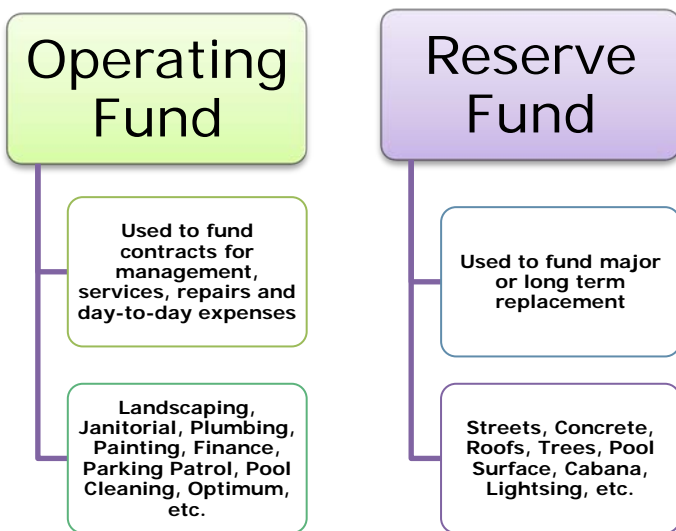 Operating
Fund
Used to fund
contracts for
management,
services, repairs and
day-to-day expenses
Landscaping,
Janitorial, Plumbing,
Painting, Finance,
Parking Patrol, Pool
Cleaning, Optimum,
etc.
Reserve
Fund
Used to fund major
or long term
replacement
Streets, Concrete,
Roofs, Trees, Pool
Surface, Cabana,
Lightsing, etc.